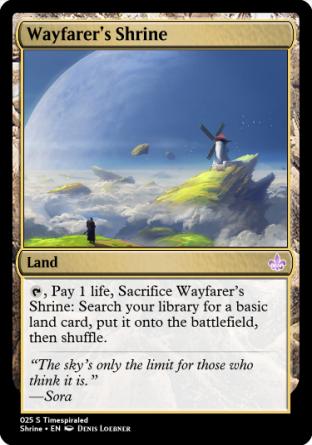 Wayfarer's Shrine
Land
, Pay 1 life, Sacrifice Wayfarer's
Shrine: Search your library for a basic
land card, put it onto the battlefield,
then shuffle.
“The sky's only the limit for those who
think it is.”
—Sora
025 S Timespiraled
Shrine • EN Denis Loebner